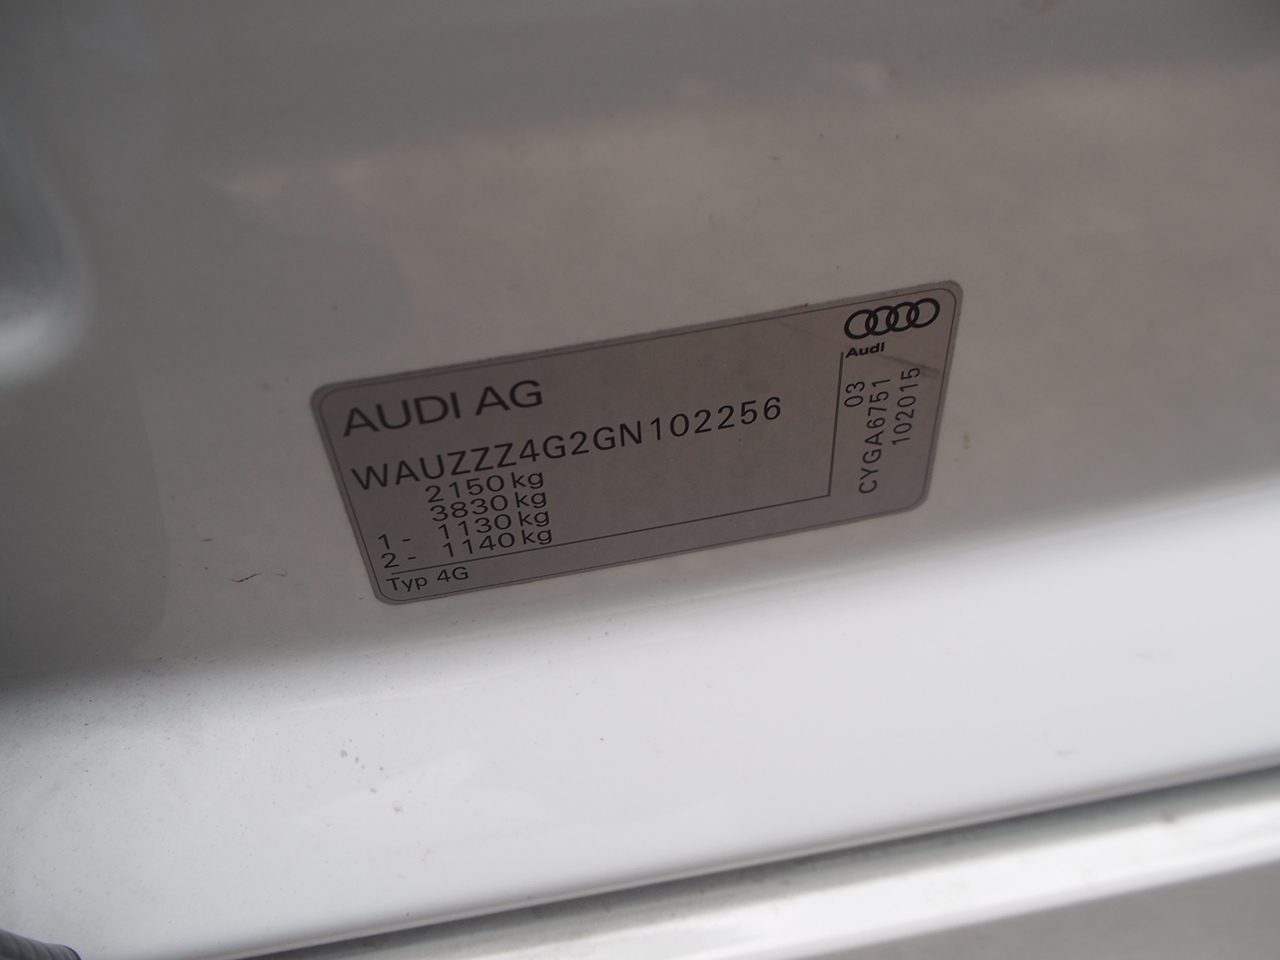 AUDI AG
WAUZZZ4G2GN102256
2150 kg
3830 kg
1 - 1130 kg
2 - 1140 kg
Typ 4G
Audi
03
CYGA6751
102015